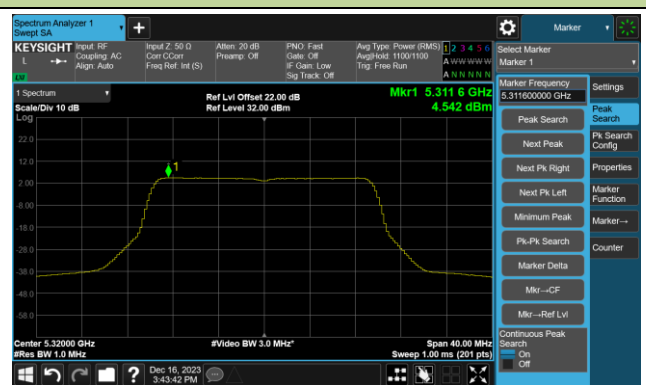 Spectrum Analyzer 1
Swept SA
Marker
KEYSIGHT
L
Input: RF
Coupling: AC
Align: Auto
Input Z: 50 Ω
Corr CCorr
Freq Ref: Int (S)
Atten: 20 dB
Preamp: Off
PNO: Fast
Gate: Off
IF Gain: Low
Sig Track: Off
Avg Type: Power (RMS)
Avg|Hold: 1100/1100
Trig: Free Run
1 2 3 4 5 6
A W W W W W
A N N N N N
Select Marker
Marker 1
LW
1 Spectrum
Scale/Div 10 dB
Log
Ref Lvl Offset 22.00 dB
Ref Level 32.00 dBm
Mkr1 5.311 6 GHz
4.542 dBm
22.0
12.0
2.00
-8.00
-18.0
-28.0
-38.0
-48.0
-58.0
1
Center 5.32000 GHz
#Res BW 1.0 MHz
#Video BW 3.0 MHz*
Span 40.00 MHz
Sweep 1.00 ms (201 pts)
Marker Frequency
5.311600000 GHz
Peak Search
Next Peak
Next Pk Right
Next Pk Left
Minimum Peak
Pk-Pk Search
Marker Delta
Mkr→CF
Mkr→Ref Lvl
Continuous Peak
Search
On
Off
Settings
Peak
Search
Pk Search
Config
Properties
Marker
Function
Marker→
Counter
?
Dec 16, 2023
3:43:42 PM